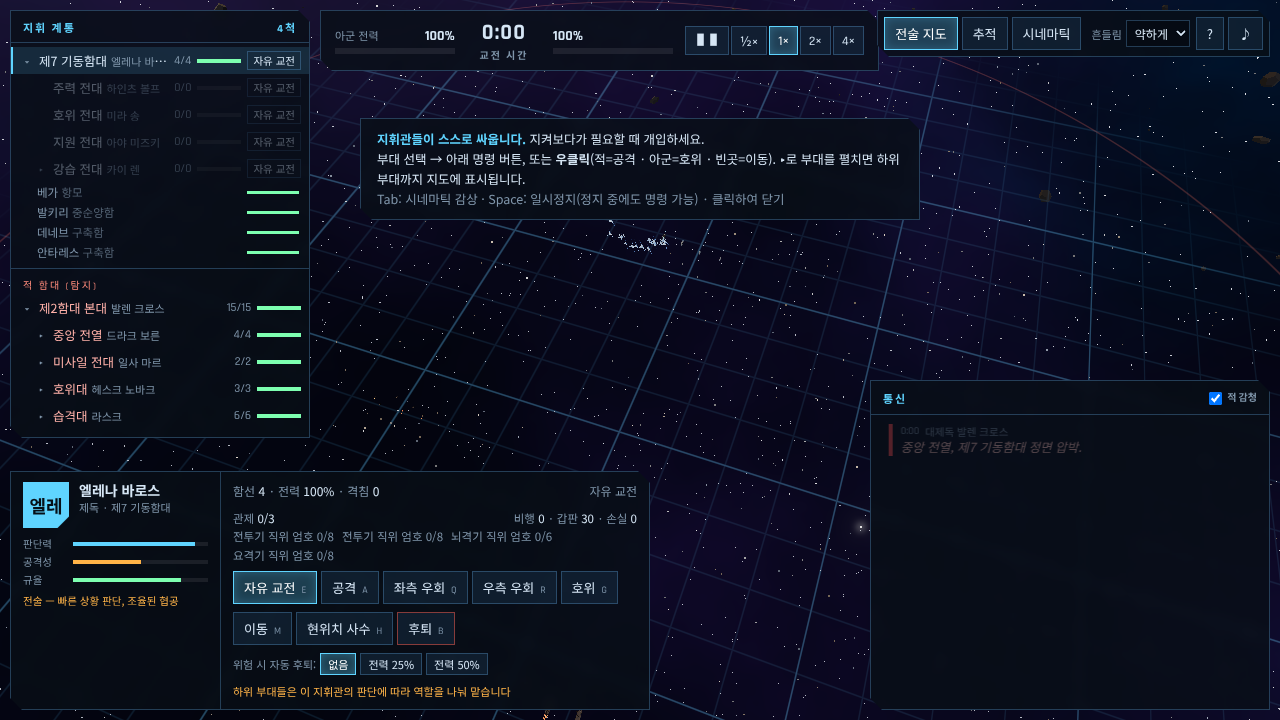 지휘 계통 4척
제7 기동함대 엘레나 바… 4/4 자유 교전
주력 전대 하인츠 볼프 0/0 자유 교전
호위 전대 미라 송 0/0 자유 교전
지원 전대 아야 미즈키 0/0 자유 교전
강습 전대 카이 렌 0/0 자유 교전
베가 항모
발키리 중순양함
데네브 구축함
안타레스 구축함
적 함대 (탐지)
제2함대 본대 발렌 크로스 15/15
중앙 전열 드라크 보른 4/4
미사일 전대 일사 마르 2/2
호위대 헤스크 노바크 3/3
습격대 라스크 6/6
아군 전력 100% 0:00 100%
교전 시간
½× 1× 2× 4×
전술 지도 추적 시네마틱 흔들림 약하게 ? ♪
지휘관들이 스스로 싸웁니다. 지켜보다가 필요할 때 개입하세요.
부대 선택 → 아래 명령 버튼, 또는 우클릭(적=공격 · 아군=호위 · 빈곳=이동). ▸로 부대를 펼치면 하위
부대까지 지도에 표시됩니다.
Tab: 시네마틱 감상 · Space: 일시정지(정지 중에도 명령 가능) · 클릭하여 닫기
통신 적 감청
0:00 대제독 발렌 크로스
중앙 전열, 제7 기동함대 정면 압박.
엘레
엘레나 바로스
제독 · 제7 기동함대
판단력
공격성
규율
전술 — 빠른 상황 판단, 조율된 협공
함선 4 · 전력 100% · 격침 0 자유 교전
관제 0/3 비행 0 · 갑판 30 · 손실 0
전투기 직위 엄호 0/8 전투기 직위 엄호 0/8 뇌격기 직위 엄호 0/6
요격기 직위 엄호 0/8
자유 교전 E 공격 A 좌측 우회 Q 우측 우회 R 호위 G
이동 M 현위치 사수 H 후퇴 B
위험 시 자동 후퇴: 없음 전력 25% 전력 50%
하위 부대들은 이 지휘관의 판단에 따라 역할을 나눠 맡습니다